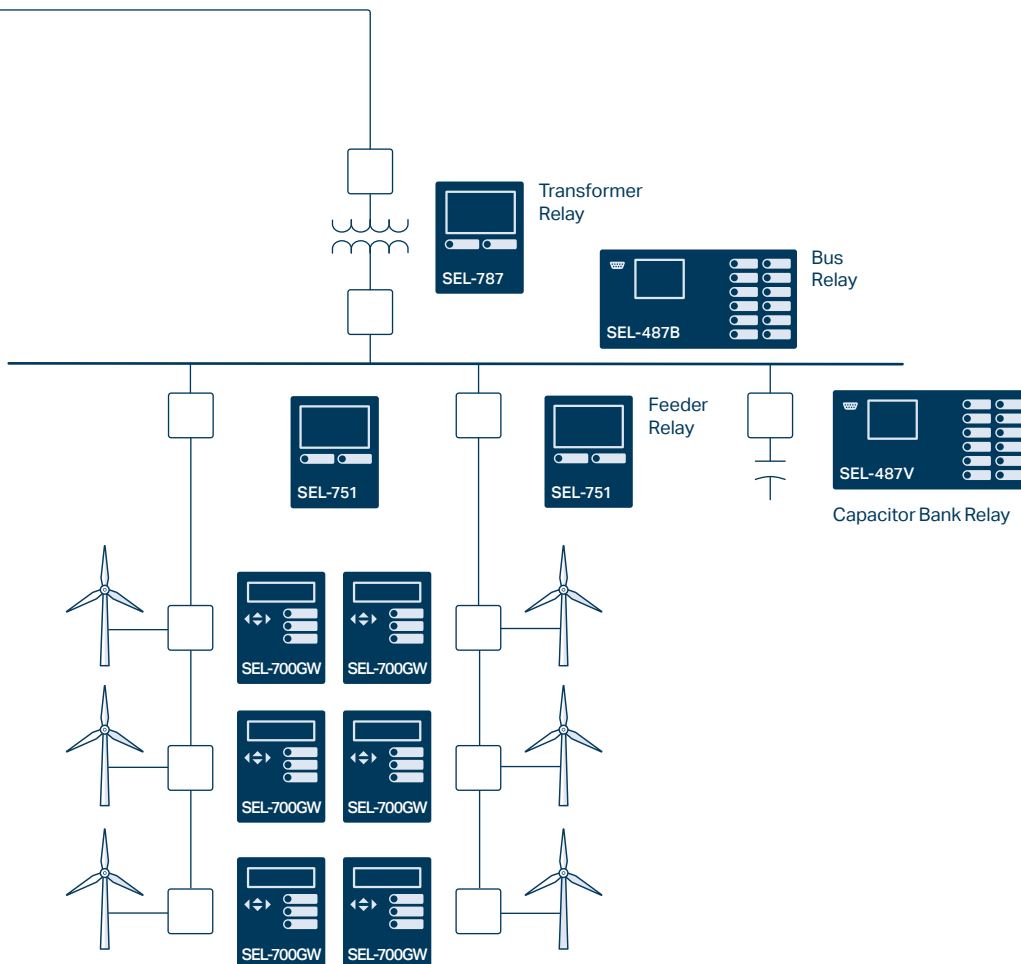 Transformer
Relay
SEL-787
Bus
Relay
SEL-487B
SEL-751
Feeder
Relay
SEL-751
SEL-487V
Capacitor Bank Relay
SEL-700GW
SEL-700GW
SEL-700GW
SEL-700GW
SEL-700GW
SEL-700GW